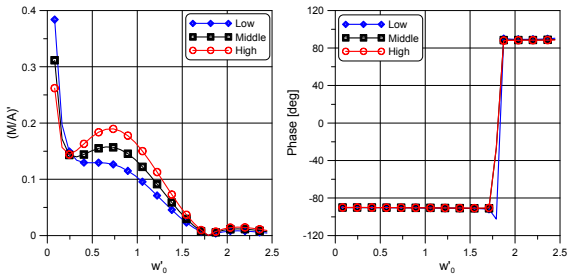 0.4
0.3
0.2
0.1
0
(M/A)'
Low
Middle
High
0 0.5 1 1.5 2 2.5
w'₀
120
80
40
0
-40
-80
-120
Phase [deg]
Low
Middle
High
0 0.5 1 1.5 2 2.5
w'₀